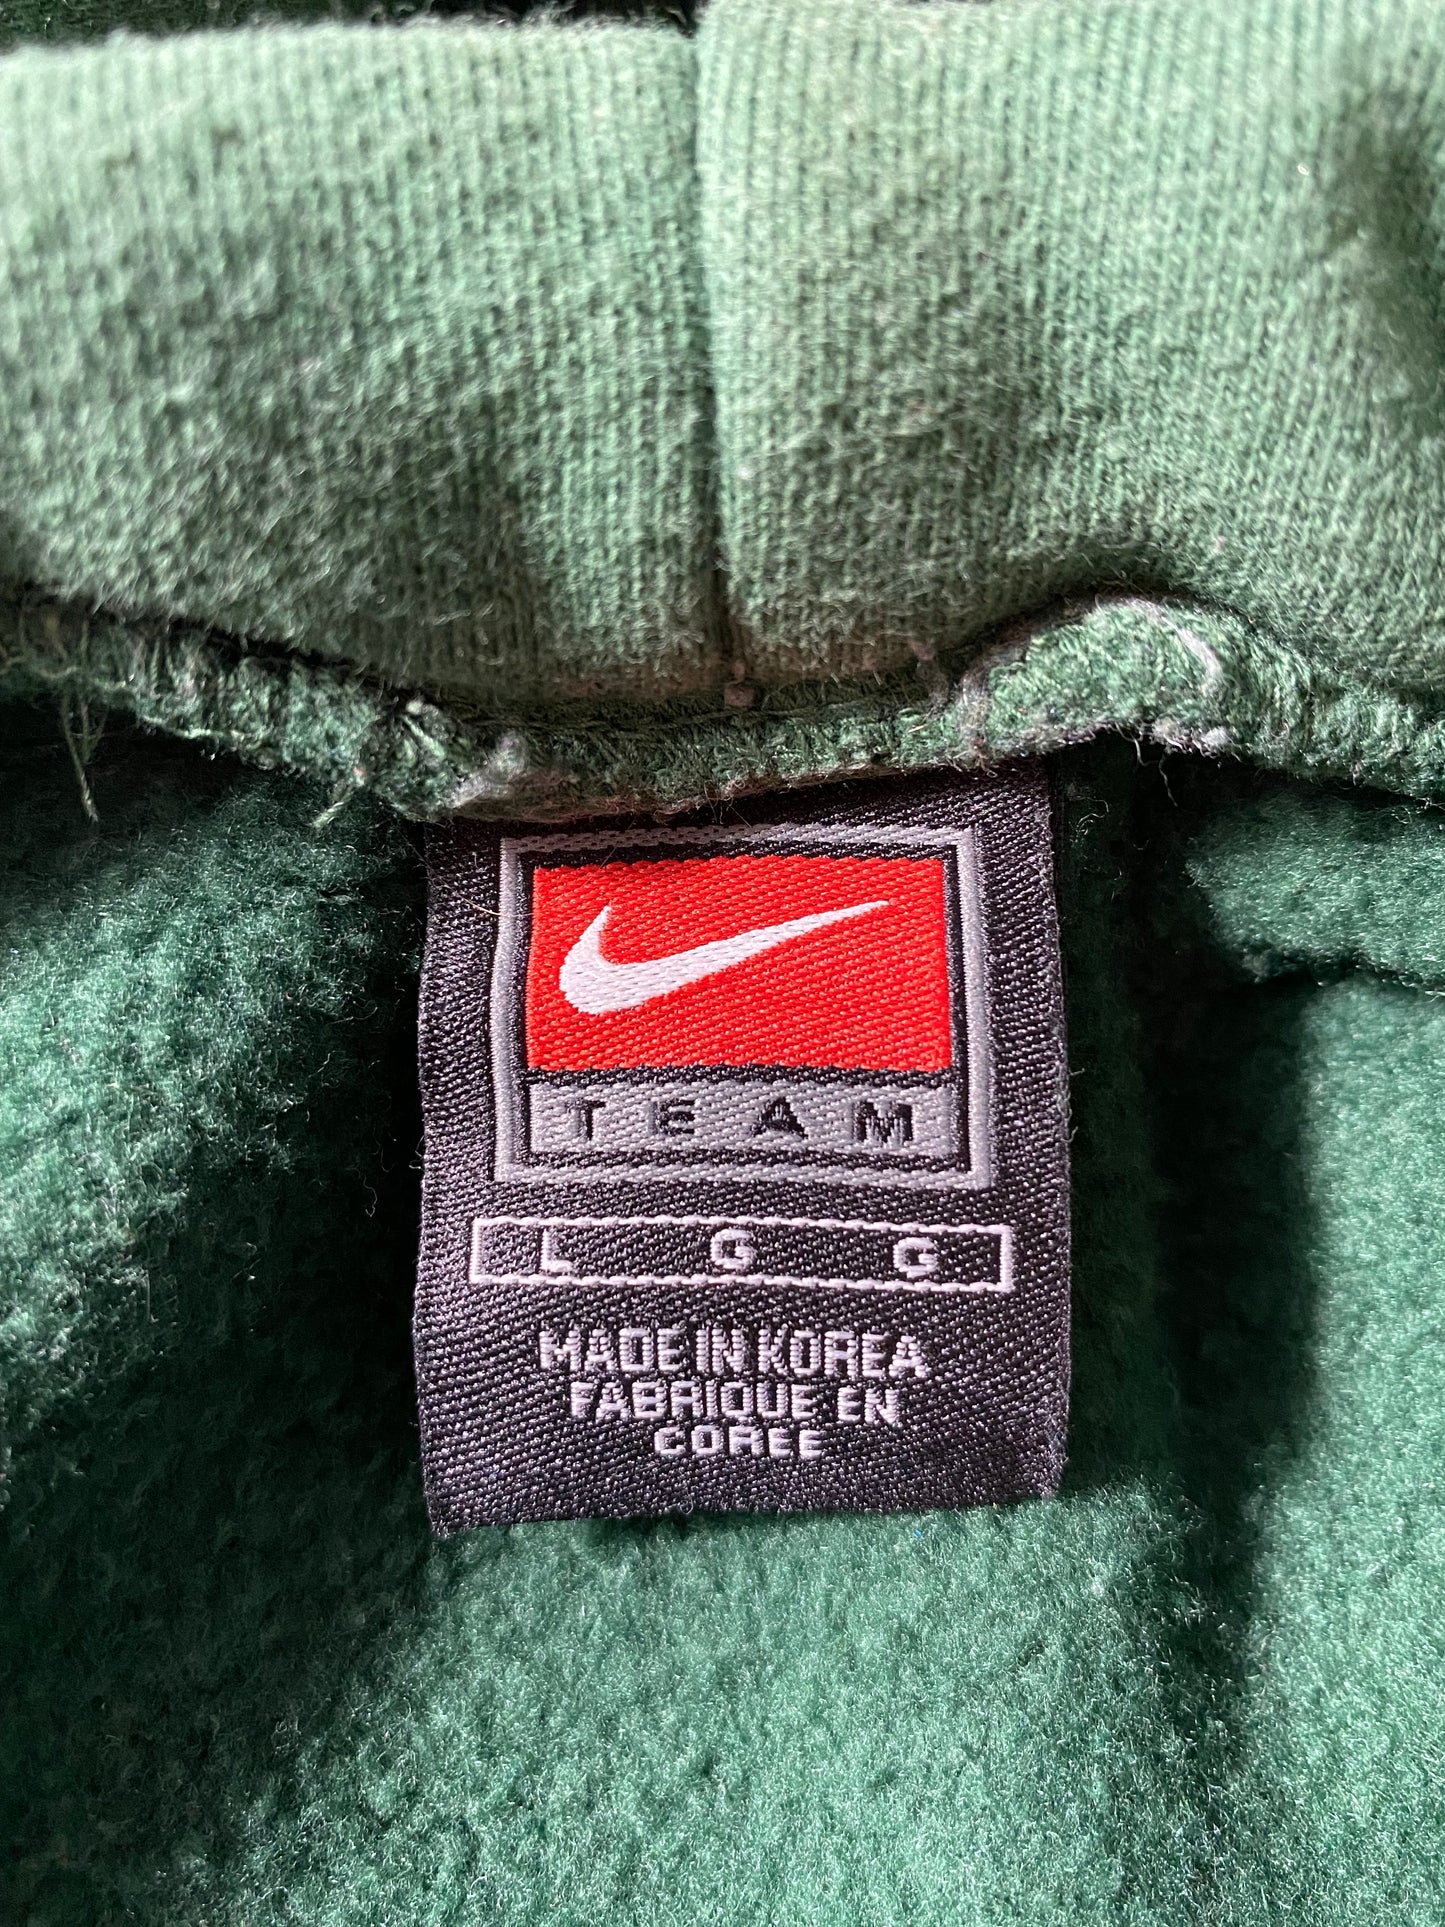 TEAM
L G G
MADE IN KOREA
FABRIQUE EN
COREE